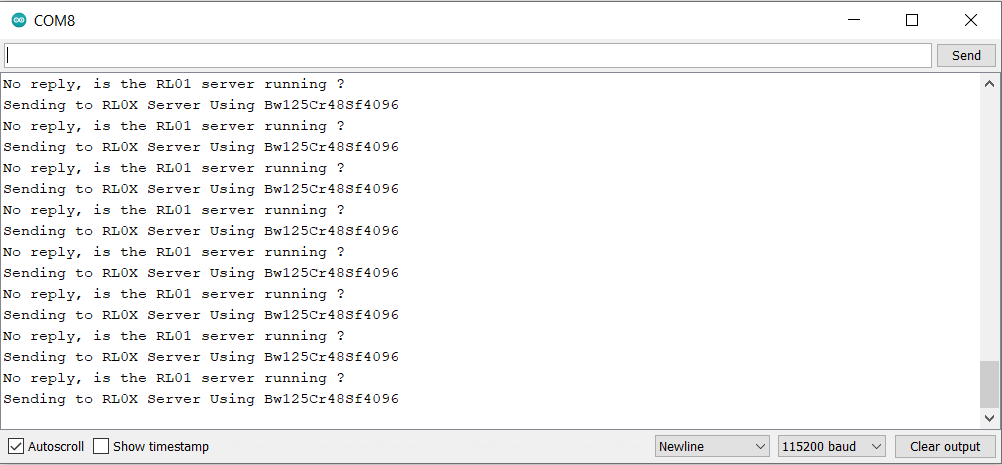 COM8
Send
No reply, is the RL01 server running ?
Sending to RL0X Server Using Bw125Cr48Sf4096
No reply, is the RL01 server running ?
Sending to RL0X Server Using Bw125Cr48Sf4096
No reply, is the RL01 server running ?
Sending to RL0X Server Using Bw125Cr48Sf4096
No reply, is the RL01 server running ?
Sending to RL0X Server Using Bw125Cr48Sf4096
No reply, is the RL01 server running ?
Sending to RL0X Server Using Bw125Cr48Sf4096
No reply, is the RL01 server running ?
Sending to RL0X Server Using Bw125Cr48Sf4096
No reply, is the RL01 server running ?
Sending to RL0X Server Using Bw125Cr48Sf4096
No reply, is the RL01 server running ?
Sending to RL0X Server Using Bw125Cr48Sf4096
Autoscroll Show timestamp Newline 115200 baud Clear output